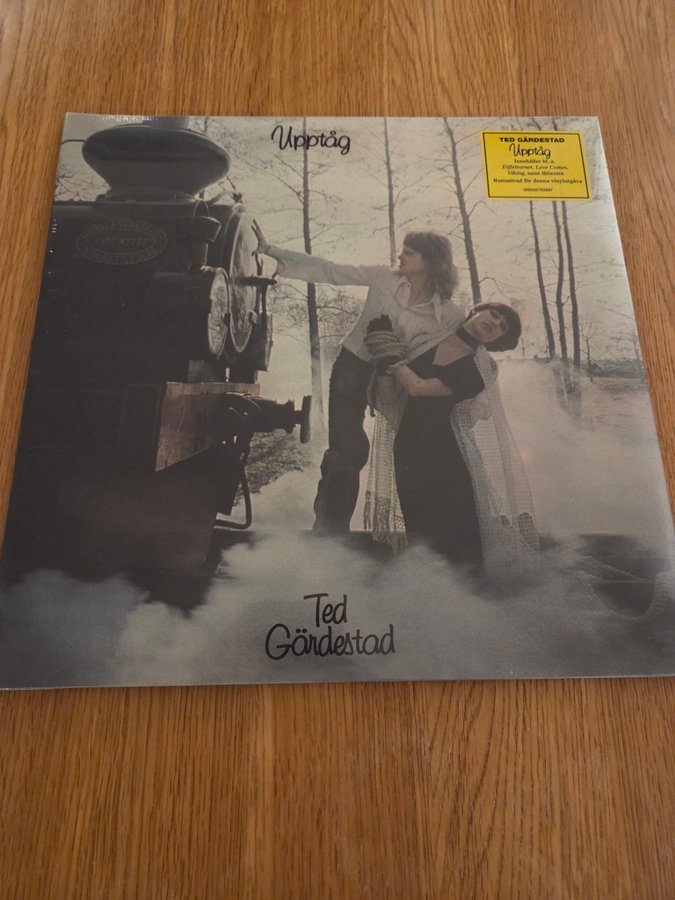 Upptåg
TED GÄRDESTAD
Upptåg
Innehåller bl. a.
Eiffeltornet, Love Comes,
Viking, samt låttexter.
Remastrad för denna vinylutgåva
Ted
Gärdestad